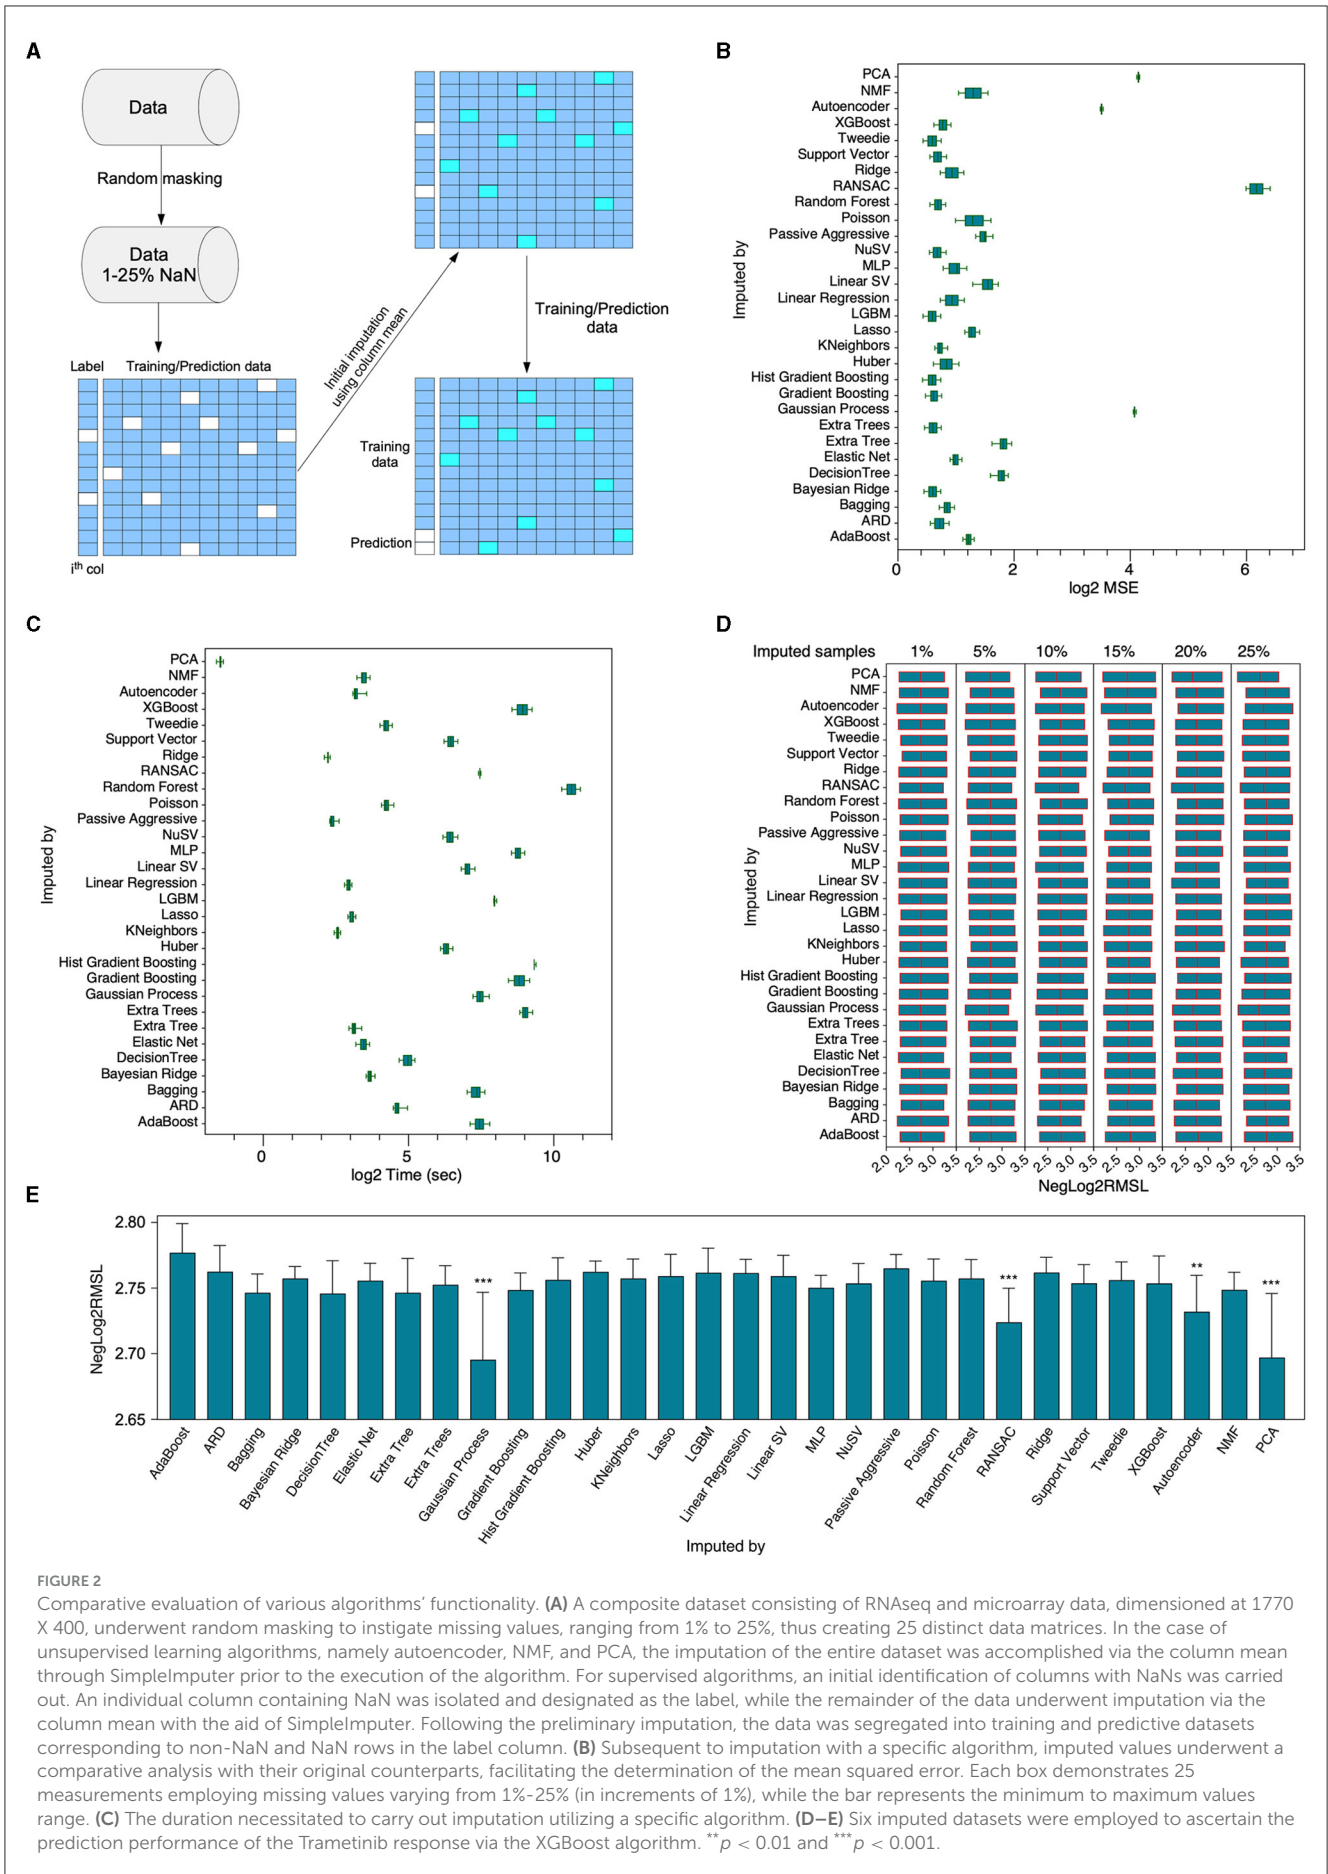 A
Data
Random masking
Data
1-25% NaN
Label
Training/Prediction data
ith col
Initial imputation
using column mean
Training/Prediction
data
Training
data
Prediction
B
Imputed by
PCA
NMF
Autoencoder
XGBoost
Tweedie
Support Vector
Ridge
RANSAC
Random Forest
Poisson
Passive Aggressive
NuSV
MLP
Linear SV
Linear Regression
LGBM
Lasso
KNeighbors
Huber
Hist Gradient Boosting
Gradient Boosting
Gaussian Process
Extra Trees
Extra Tree
Elastic Net
DecisionTree
Bayesian Ridge
Bagging
ARD
AdaBoost
0 2 4 6
log2 MSE
C
Imputed by
PCA
NMF
Autoencoder
XGBoost
Tweedie
Support Vector
Ridge
RANSAC
Random Forest
Poisson
Passive Aggressive
NuSV
MLP
Linear SV
Linear Regression
LGBM
Lasso
KNeighbors
Huber
Hist Gradient Boosting
Gradient Boosting
Gaussian Process
Extra Trees
Extra Tree
Elastic Net
DecisionTree
Bayesian Ridge
Bagging
ARD
AdaBoost
0 5 10
log2 Time (sec)
D
Imputed samples 1% 5% 10% 15% 20% 25%
Imputed by
PCA
NMF
Autoencoder
XGBoost
Tweedie
Support Vector
Ridge
RANSAC
Random Forest
Poisson
Passive Aggressive
NuSV
MLP
Linear SV
Linear Regression
LGBM
Lasso
KNeighbors
Huber
Hist Gradient Boosting
Gradient Boosting
Gaussian Process
Extra Trees
Extra Tree
Elastic Net
DecisionTree
Bayesian Ridge
Bagging
ARD
AdaBoost
2.0 2.5 3.0 3.5 2.5 3.0 3.5 2.5 3.0 3.5 2.5 3.0 3.5 2.5 3.0 3.5 2.5 3.0 3.5
NegLog2RMSL
E
NegLog2RMSL
2.80
2.75
2.70
2.65
*** *** ** ***
AdaBoost
ARD
Bagging
Bayesian Ridge
DecisionTree
Elastic Net
Extra Tree
Extra Trees
Gaussian Process
Gradient Boosting
Hist Gradient Boosting
Huber
KNeighbors
Lasso
LGBM
Linear Regression
Linear SV
MLP
NuSV
Passive Aggressive
Poisson
Random Forest
RANSAC
Ridge
Support Vector
Tweedie
XGBoost
Autoencoder
NMF
PCA
Imputed by
FIGURE 2
Comparative evaluation of various algorithms' functionality. (A) A composite dataset consisting of RNAseq and microarray data, dimensioned at 1770
X 400, underwent random masking to instigate missing values, ranging from 1% to 25%, thus creating 25 distinct data matrices. In the case of
unsupervised learning algorithms, namely autoencoder, NMF, and PCA, the imputation of the entire dataset was accomplished via the column mean
through SimpleImputer prior to the execution of the algorithm. For supervised algorithms, an initial identification of columns with NaNs was carried
out. An individual column containing NaN was isolated and designated as the label, while the remainder of the data underwent imputation via the
column mean with the aid of SimpleImputer. Following the preliminary imputation, the data was segregated into training and predictive datasets
corresponding to non-NaN and NaN rows in the label column. (B) Subsequent to imputation with a specific algorithm, imputed values underwent a
comparative analysis with their original counterparts, facilitating the determination of the mean squared error. Each box demonstrates 25
measurements employing missing values varying from 1%-25% (in increments of 1%), while the bar represents the minimum to maximum values
range. (C) The duration necessitated to carry out imputation utilizing a specific algorithm. (D–E) Six imputed datasets were employed to ascertain the
prediction performance of the Trametinib response via the XGBoost algorithm. **p < 0.01 and ***p < 0.001.